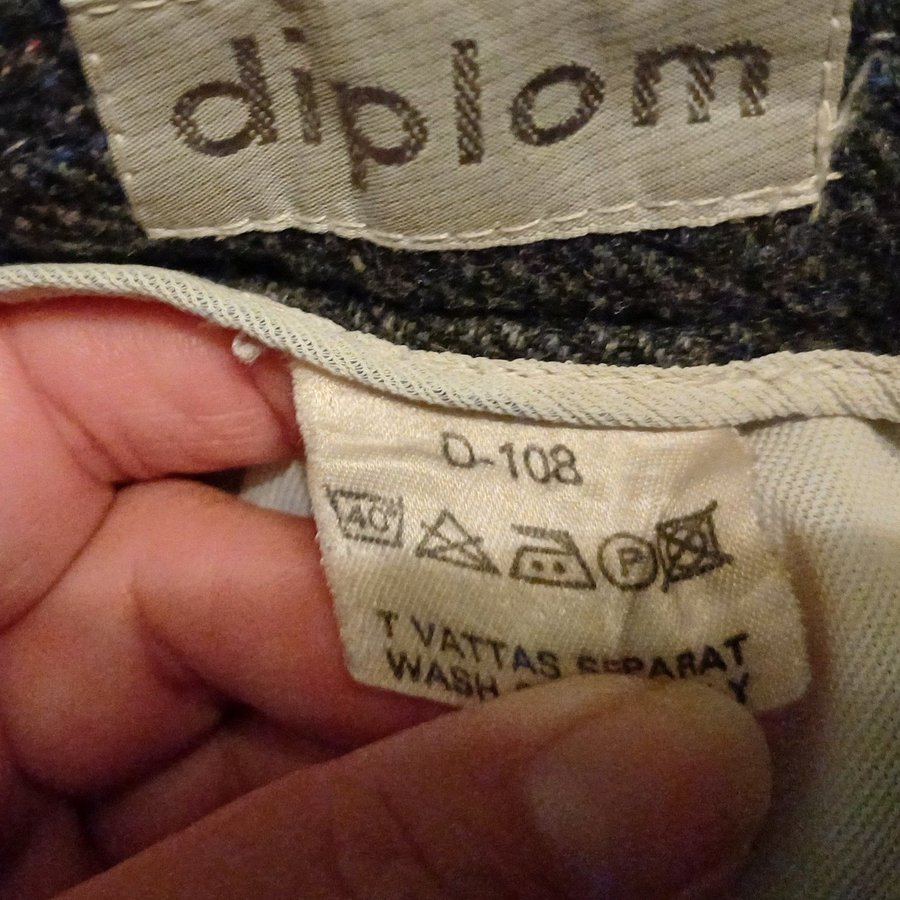 diplom
D-108
40°
P
T VATTAS SEPARAT
WASH